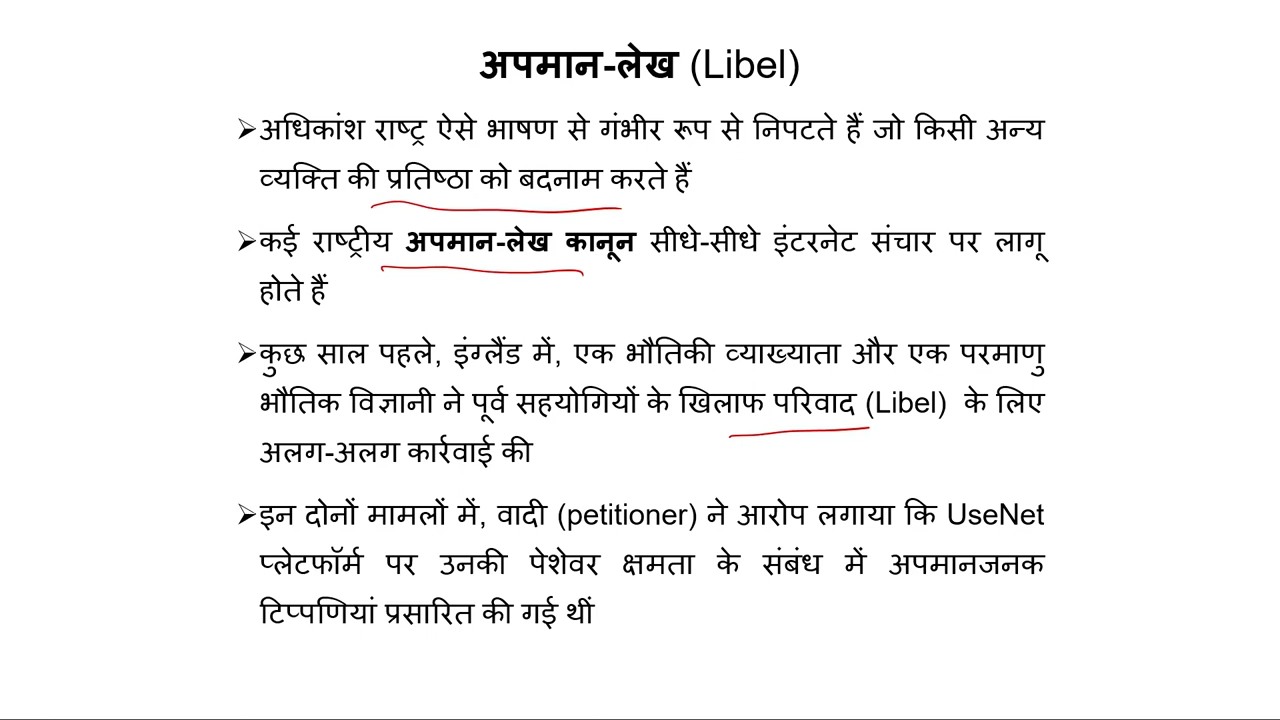 अपमान-लेख (Libel)
➢अधिकांश राष्ट्र ऐसे भाषण से गंभीर रूप से निपटते हैं जो किसी अन्य
व्यक्ति की प्रतिष्ठा को बदनाम करते हैं
➢कई राष्ट्रीय अपमान-लेख कानून सीधे-सीधे इंटरनेट संचार पर लागू
होते हैं
➢कुछ साल पहले, इंग्लैंड में, एक भौतिकी व्याख्याता और एक परमाणु
भौतिक विज्ञानी ने पूर्व सहयोगियों के खिलाफ परिवाद (Libel) के लिए
अलग-अलग कार्रवाई की
➢इन दोनों मामलों में, वादी (petitioner) ने आरोप लगाया कि UseNet
प्लेटफॉर्म पर उनकी पेशेवर क्षमता के संबंध में अपमानजनक
टिप्पणियां प्रसारित की गई थीं